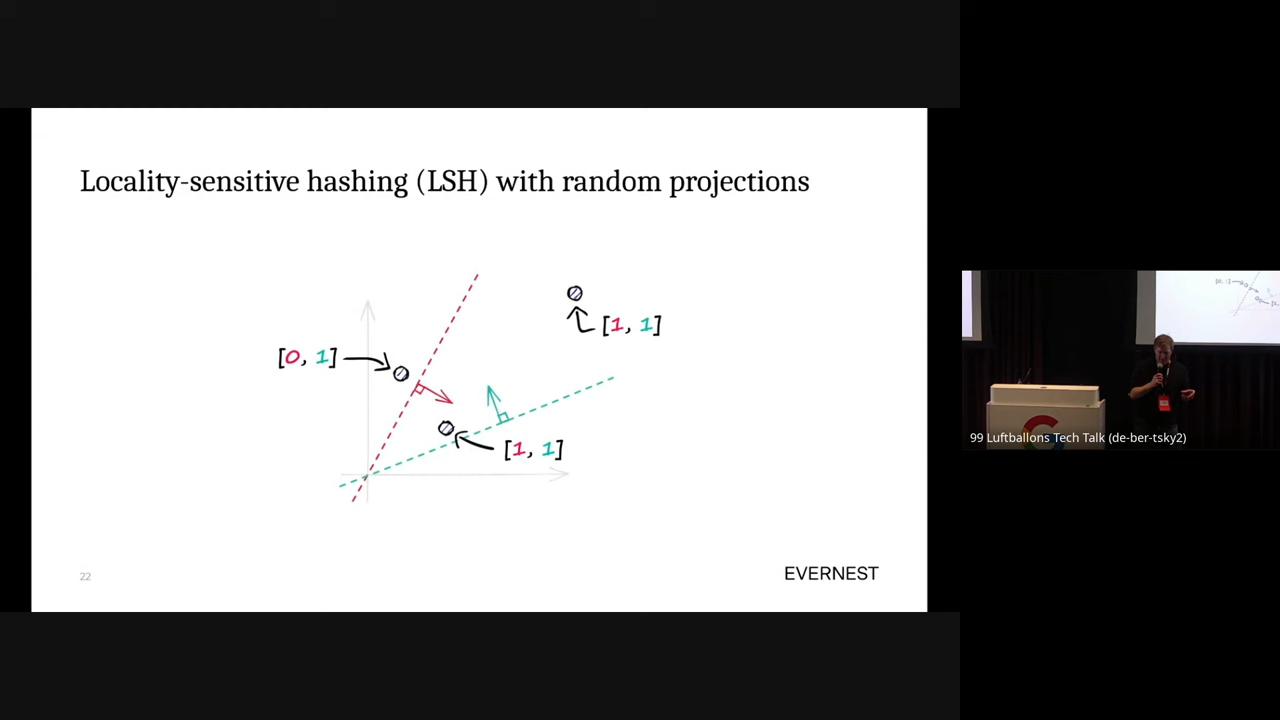 Locality-sensitive hashing (LSH) with random projections
[1, 1]
[0, 1]
[1, 1]
22
EVERNEST
99 Luftballons Tech Talk (de-ber-tsky2)